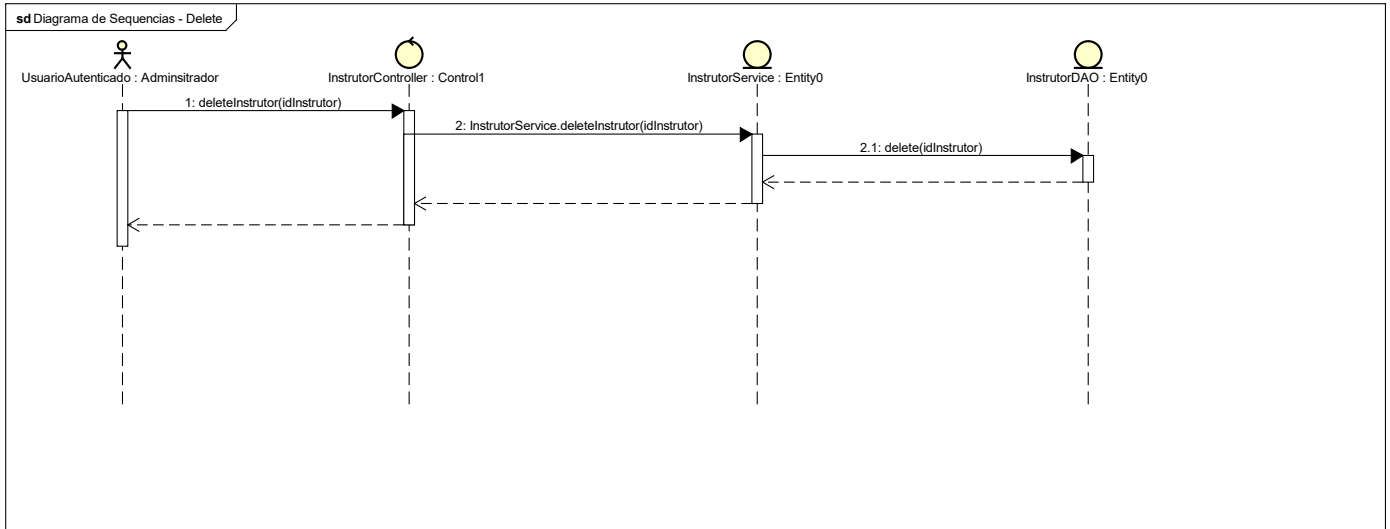 sd Diagrama de Sequencias - Delete
UsuarioAutenticado : Adminsitrador
InstrutorController : Control1
InstrutorService : Entity0
InstrutorDAO : Entity0
1: deleteInstrutor(idInstrutor)
2: InstrutorService.deleteInstrutor(idInstrutor)
2.1: delete(idInstrutor)